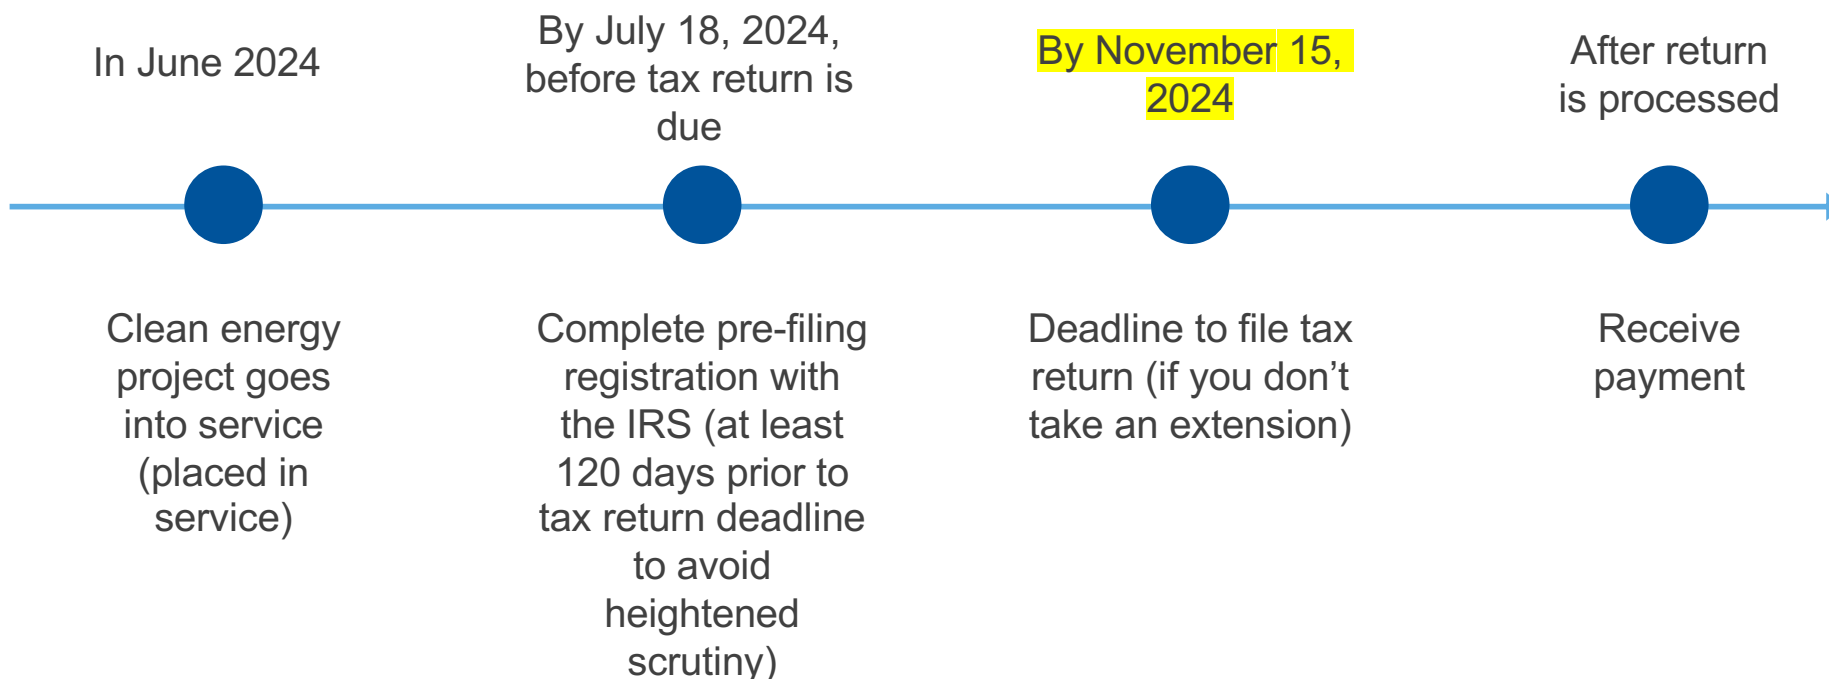 In June 2024
By July 18, 2024,
before tax return is
due
By November 15,
2024
After return
is processed
Clean energy
project goes
into service
(placed in
service)
Complete pre-filing
registration with
the IRS (at least
120 days prior to
tax return deadline
to avoid
heightened
scrutiny)
Deadline to file tax
return (if you don’t
take an extension)
Receive
payment